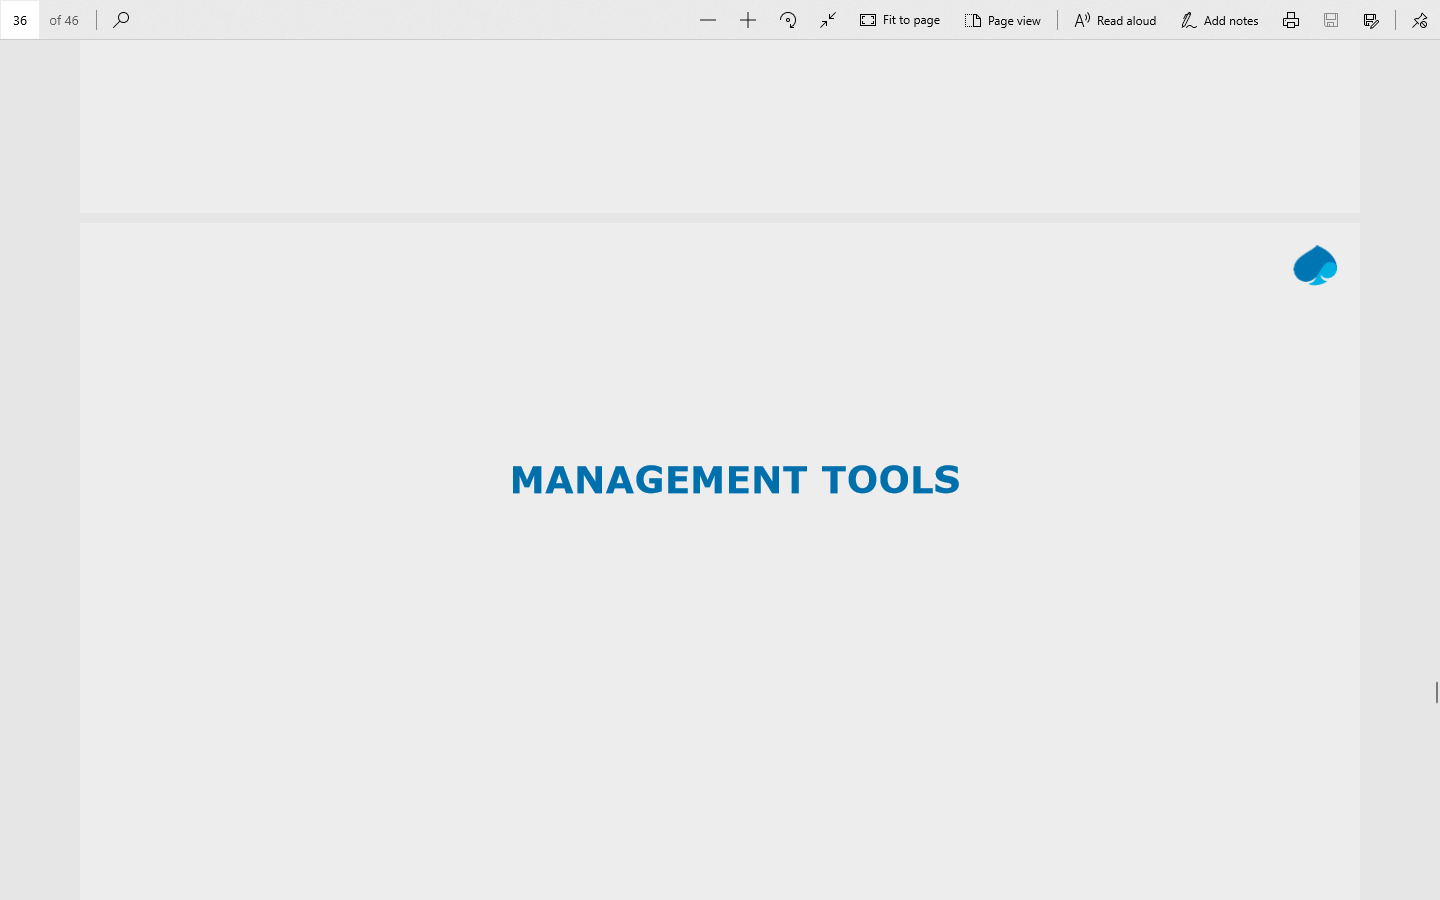 36 of 46 Fit to page Page view Read aloud Add notes
MANAGEMENT TOOLS